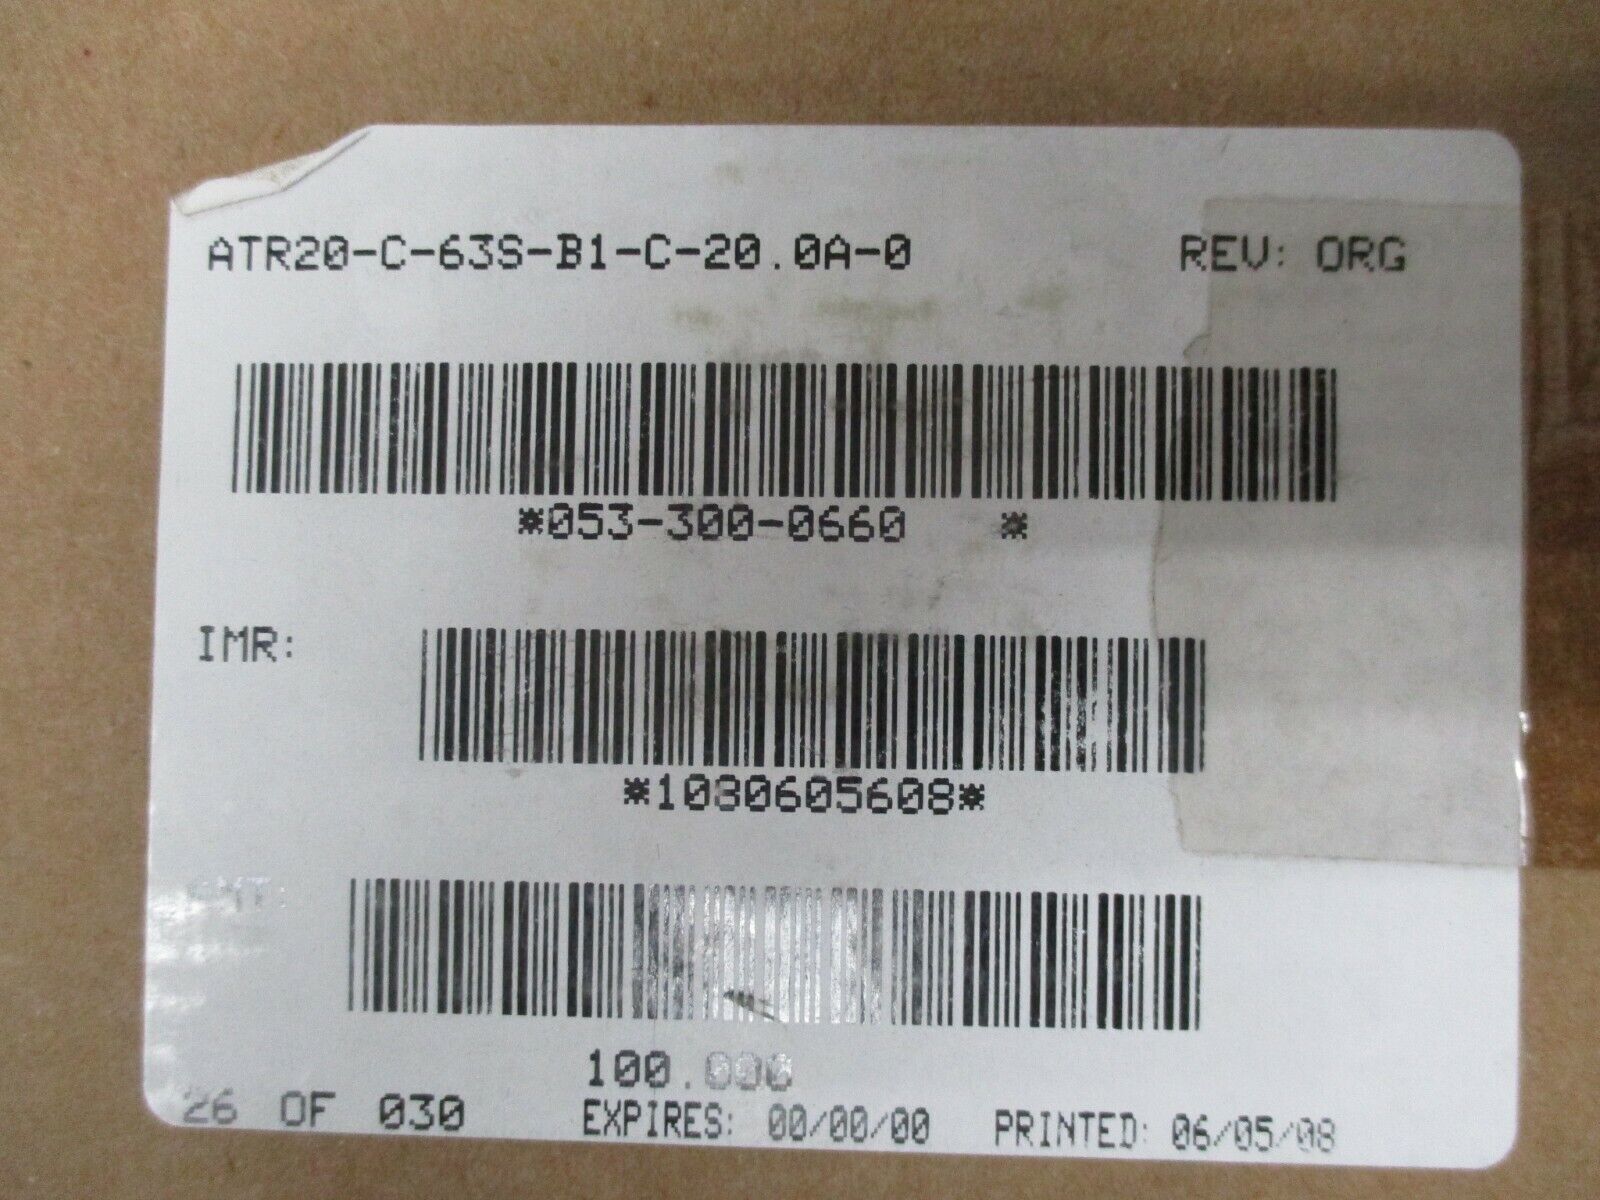 ATR20-C-63S-B1-C-20.0A-0 REV: ORG
*053-300-0660 *
IMR:
*1080605608*
100.000
26 OF 030 EXPIRES: 00/00/00 PRINTED: 06/05/08